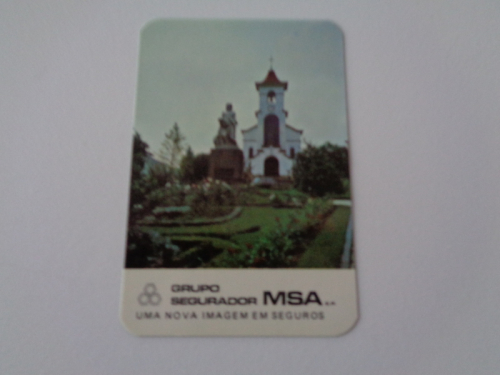 GRUPO
SEGURADOR MSA s.a.
UMA NOVA IMAGEM EM SEGUROS